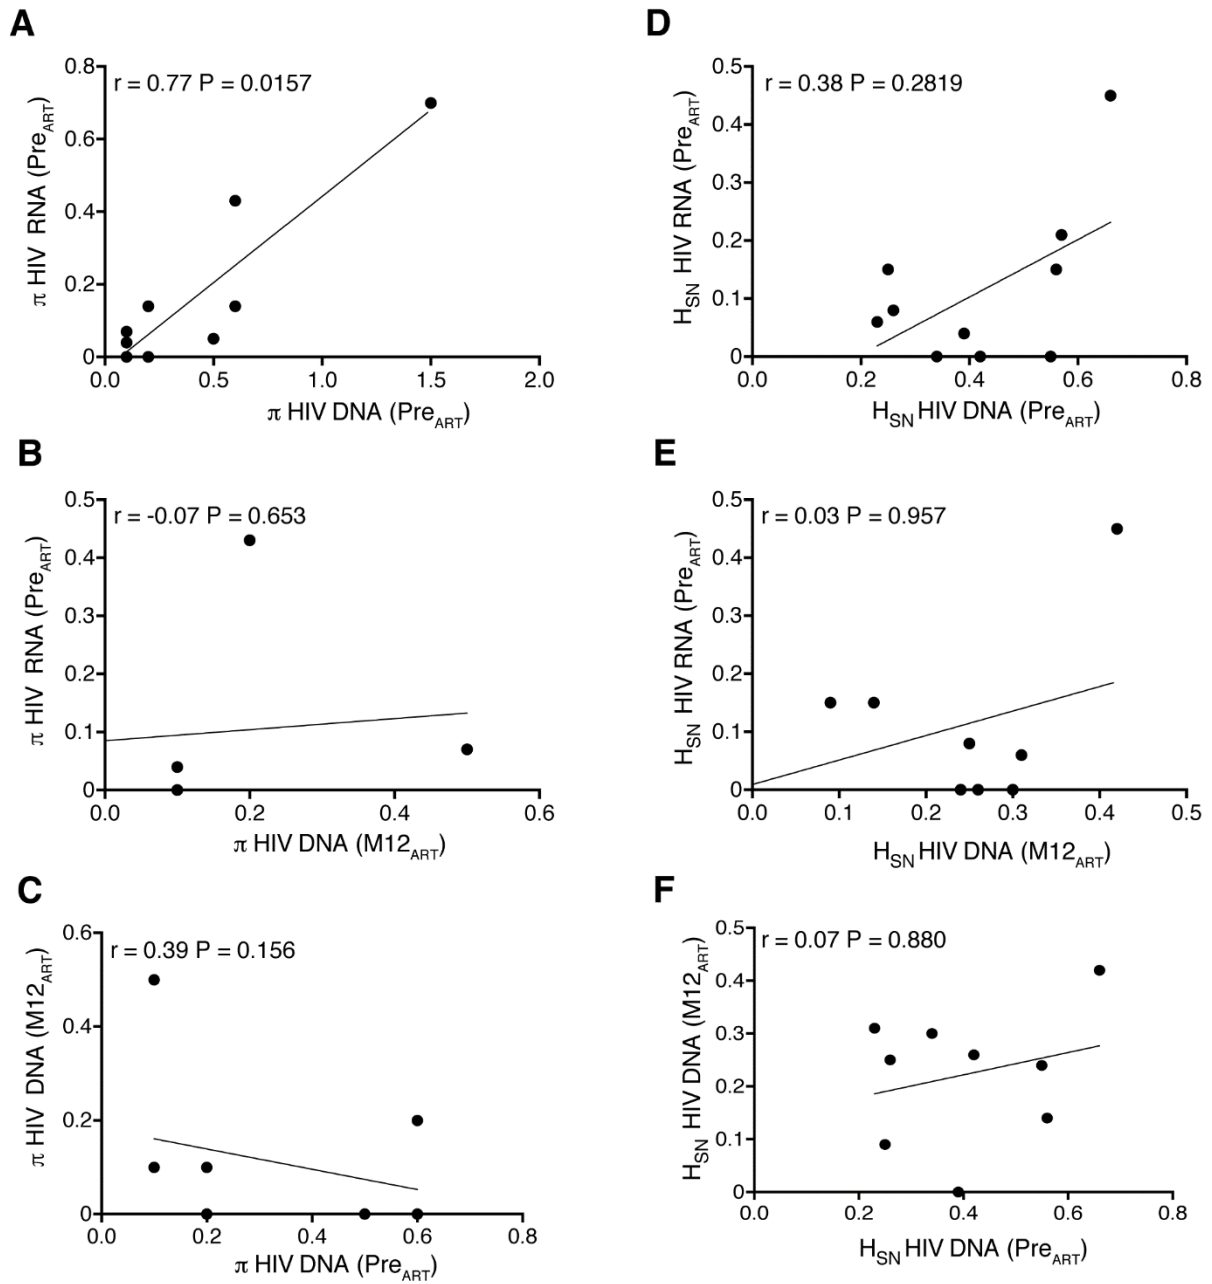 A
r = 0.77 P = 0.0157
π HIV RNA (PreART)
0.8
0.6
0.4
0.2
0
0.0 0.5 1.0 1.5 2.0
π HIV DNA (PreART)
B
r = -0.07 P = 0.653
π HIV RNA (PreART)
0.5
0.4
0.3
0.2
0.1
0
0.0 0.2 0.4 0.6
π HIV DNA (M12ART)
C
r = 0.39 P = 0.156
π HIV DNA (M12ART)
0.6
0.4
0.2
0
0.0 0.2 0.4 0.6 0.8
π HIV DNA (PreART)
D
r = 0.38 P = 0.2819
HSN HIV RNA (PreART)
0.5
0.4
0.3
0.2
0.1
0
0.0 0.2 0.4 0.6 0.8
HSN HIV DNA (PreART)
E
r = 0.03 P = 0.957
HSN HIV RNA (PreART)
0.5
0.4
0.3
0.2
0.1
0
0.0 0.1 0.2 0.3 0.4 0.5
HSN HIV DNA (M12ART)
F
r = 0.07 P = 0.880
HSN HIV DNA (M12ART)
0.5
0.4
0.3
0.2
0.1
0
0.0 0.2 0.4 0.6 0.8
HSN HIV DNA (PreART)